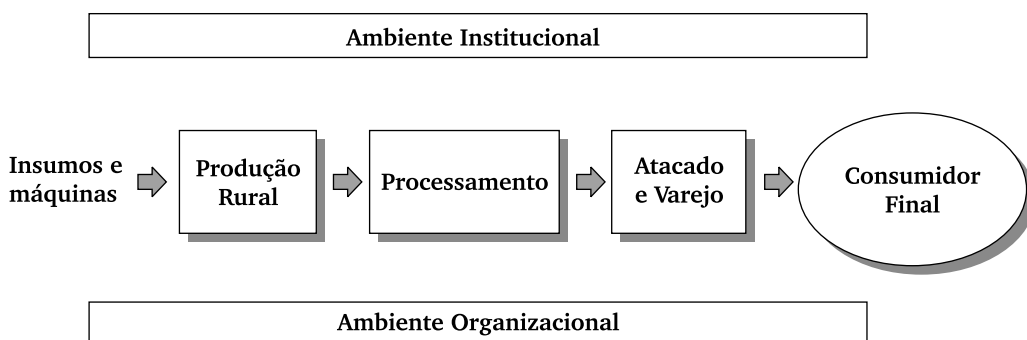 Ambiente Institucional
Insumos e
máquinas
Produção
Rural
Processamento
Atacado
e Varejo
Consumidor
Final
Ambiente Organizacional